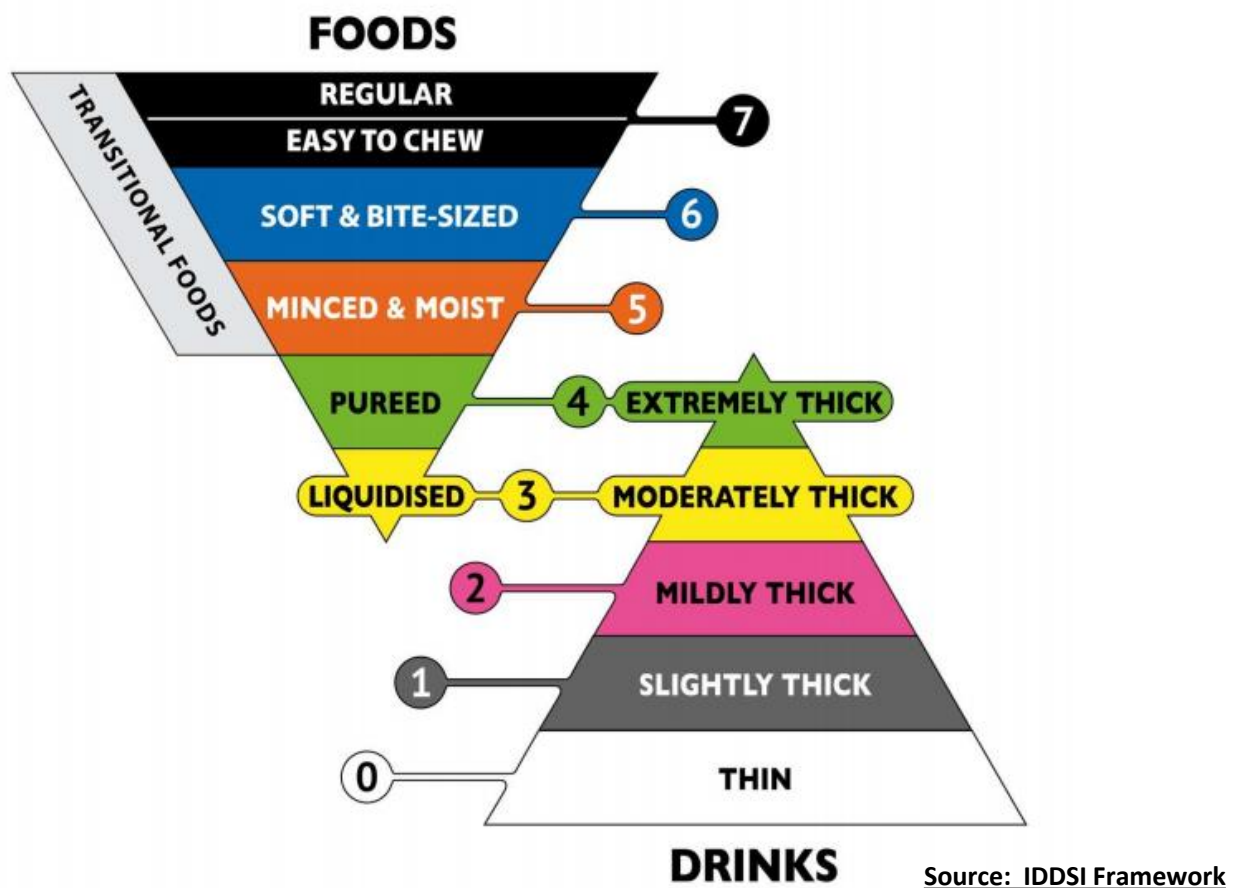 FOODS
TRANSITIONAL FOODS
REGULAR
7
EASY TO CHEW
SOFT & BITE-SIZED
6
MINCED & MOIST
5
PUREED
4
EXTREMELY THICK
LIQUIDISED
3
MODERATELY THICK
2
MILDLY THICK
1
SLIGHTLY THICK
0
THIN
DRINKS
Source: IDDSI Framework